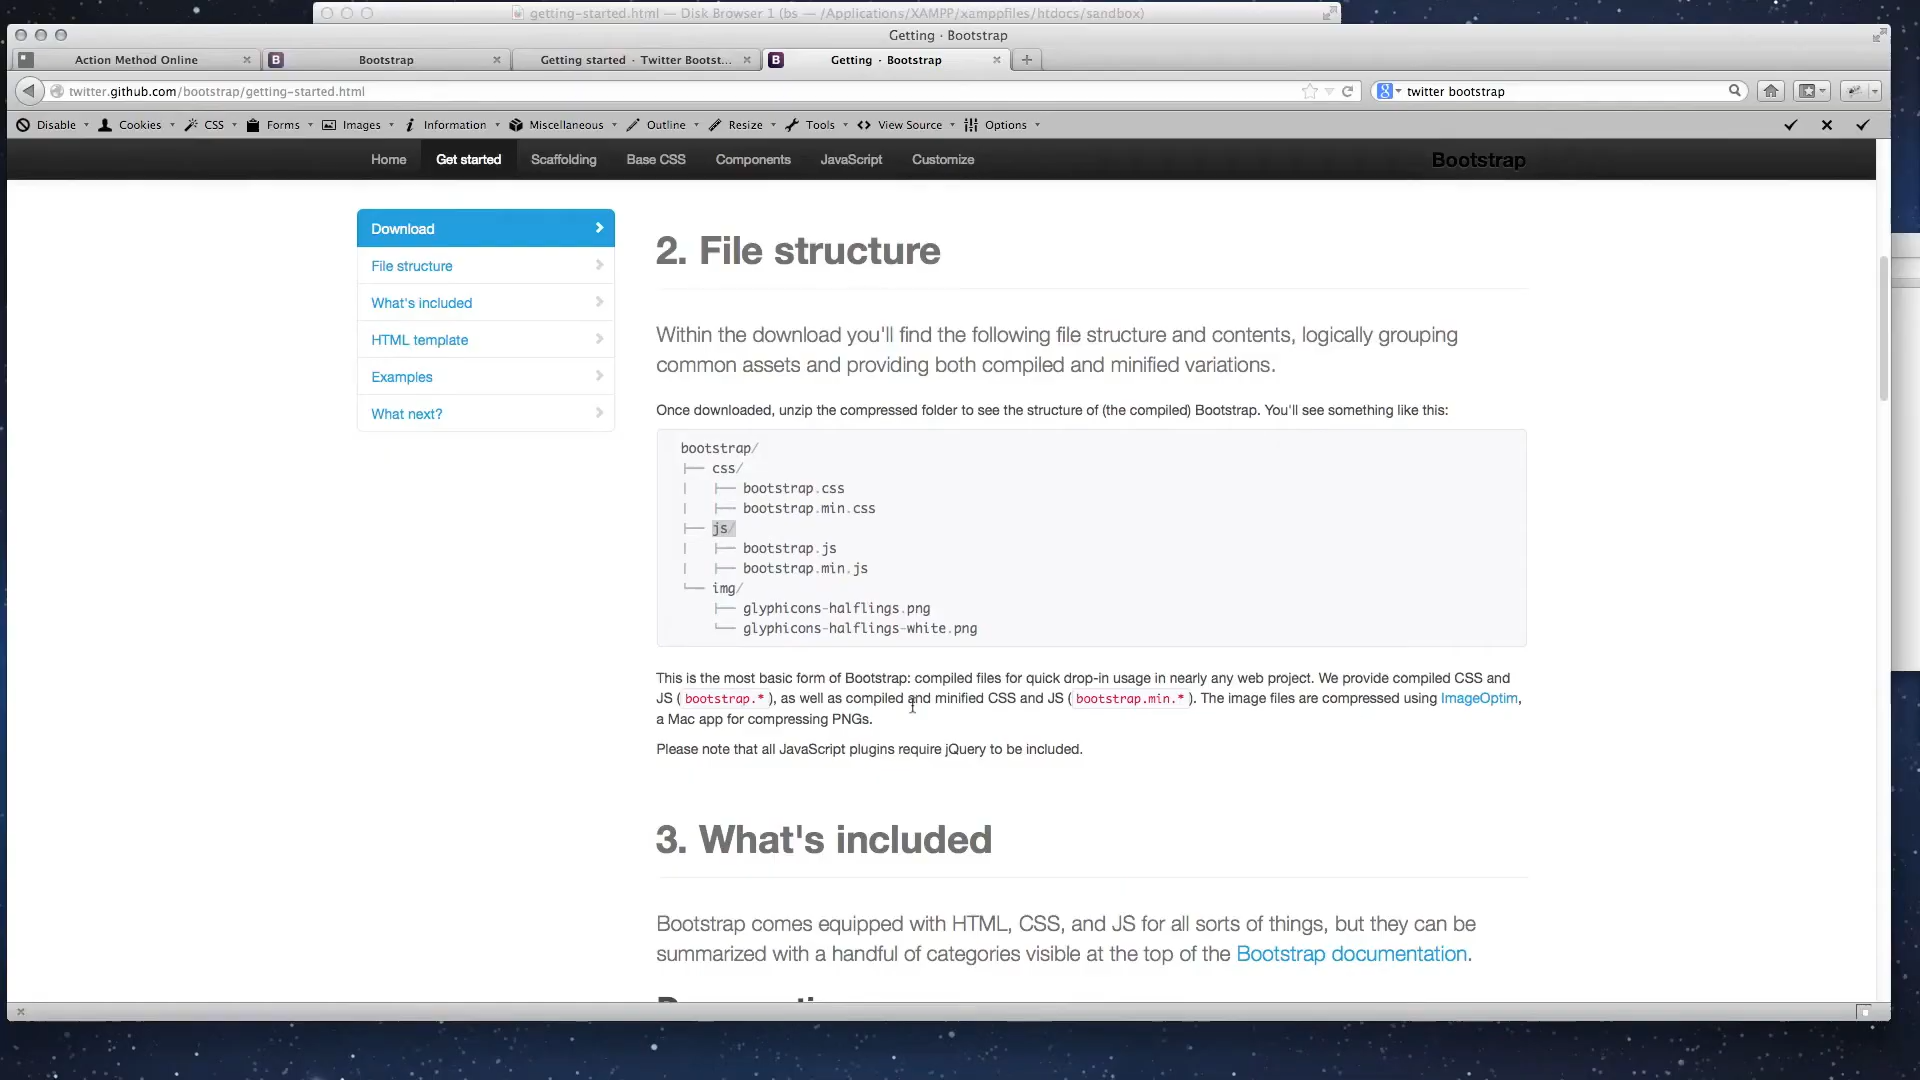 getting-started.html — Disk Browser 1 (bs — /Applications/XAMPP/xamppfiles/htdocs/sandbox)
Getting · Bootstrap
Action Method Online
Bootstrap
Getting started · Twitter Bootst...
Getting · Bootstrap
twitter.github.com/bootstrap/getting-started.html
twitter bootstrap
Disable Cookies CSS Forms Images Information Miscellaneous Outline Resize Tools View Source Options
Home Get started Scaffolding Base CSS Components JavaScript Customize Bootstrap
Download
File structure
What's included
HTML template
Examples
What next?
2. File structure
Within the download you'll find the following file structure and contents, logically grouping
common assets and providing both compiled and minified variations.
Once downloaded, unzip the compressed folder to see the structure of (the compiled) Bootstrap. You'll see something like this:
bootstrap/
├── css/
│   ├── bootstrap.css
│   ├── bootstrap.min.css
├── js/
│   ├── bootstrap.js
│   ├── bootstrap.min.js
└── img/
    ├── glyphicons-halflings.png
    └── glyphicons-halflings-white.png
This is the most basic form of Bootstrap: compiled files for quick drop-in usage in nearly any web project. We provide compiled CSS and
JS (bootstrap.*), as well as compiled and minified CSS and JS (bootstrap.min.*). The image files are compressed using ImageOptim,
a Mac app for compressing PNGs.
Please note that all JavaScript plugins require jQuery to be included.
3. What's included
Bootstrap comes equipped with HTML, CSS, and JS for all sorts of things, but they can be
summarized with a handful of categories visible at the top of the Bootstrap documentation.